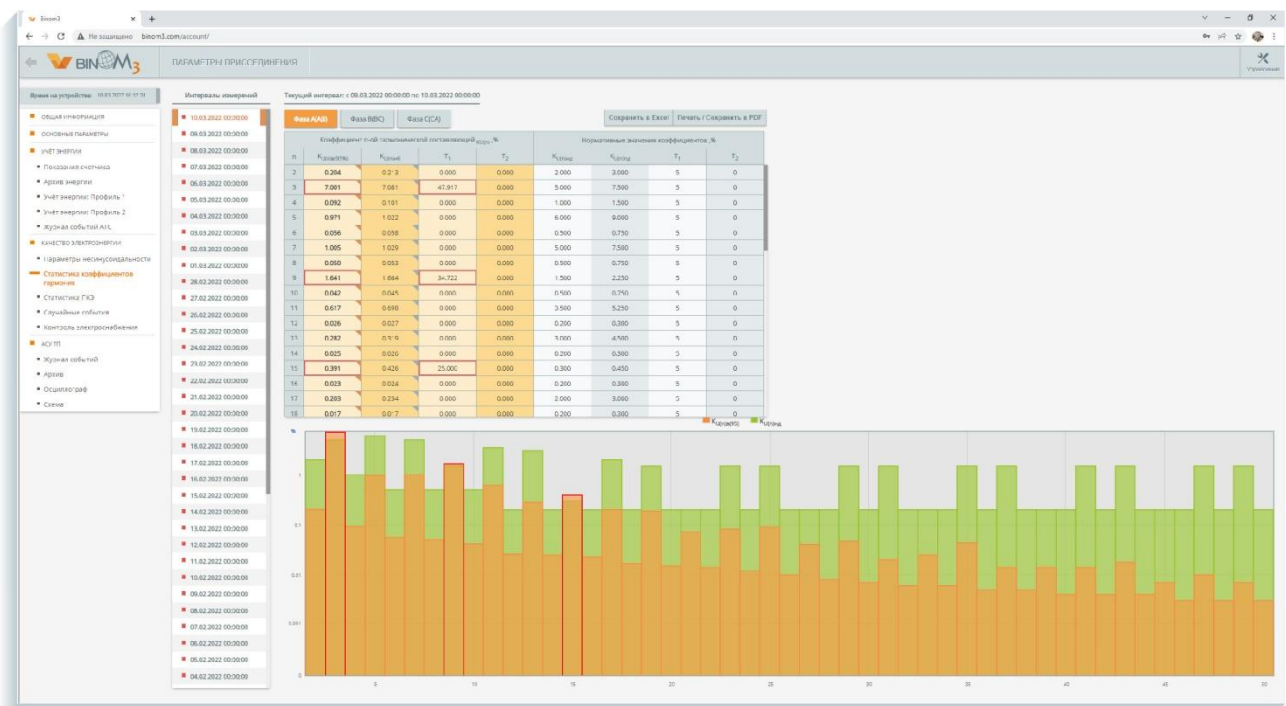 Binom3
Не защищено binom3.com/account/
BINOM3 ПАРАМЕТРЫ ПРИСОЕДИНЕНИЯ
Управление
Время на устройстве:
ОБЩАЯ ИНФОРМАЦИЯ
ОСНОВНЫЕ ПАРАМЕТРЫ
УЧЁТ ЭНЕРГИИ
Показания счетчика
Архив энергии
Учёт энергии: Профиль 1
Учёт энергии: Профиль 2
Журнал событий АТС
КАЧЕСТВО ЭЛЕКТРОЭНЕРГИИ
Параметры несинусоидальности
Статистика коэффициентов
гармоник
Статистика ПКЭ
Случайные события
Контроль электроснабжения
АСУ ТП
Журнал событий
Архив
Осциллограф
Схема
Интервалы измерений
10.03.2022 00:00:00
09.03.2022 00:00:00
08.03.2022 00:00:00
07.03.2022 00:00:00
06.03.2022 00:00:00
05.03.2022 00:00:00
04.03.2022 00:00:00
03.03.2022 00:00:00
02.03.2022 00:00:00
01.03.2022 00:00:00
28.02.2022 00:00:00
27.02.2022 00:00:00
26.02.2022 00:00:00
25.02.2022 00:00:00
24.02.2022 00:00:00
23.02.2022 00:00:00
22.02.2022 00:00:00
21.02.2022 00:00:00
20.02.2022 00:00:00
19.02.2022 00:00:00
18.02.2022 00:00:00
17.02.2022 00:00:00
16.02.2022 00:00:00
15.02.2022 00:00:00
14.02.2022 00:00:00
13.02.2022 00:00:00
12.02.2022 00:00:00
11.02.2022 00:00:00
10.02.2022 00:00:00
09.02.2022 00:00:00
08.02.2022 00:00:00
07.02.2022 00:00:00
06.02.2022 00:00:00
05.02.2022 00:00:00
04.02.2022 00:00:00
Текущий интервал: с 09.03.2022 00:00:00 по 10.03.2022 00:00:00
Фаза A(AB) Фаза B(BC) Фаза C(CA) Сохранить в Excel Печать / Сохранить в PDF
Коэффициент n-ой гармонической составляющей ,% Нормативные значения коэффициентов ,%
n T1 T2 T1 T2
2 0.204 0.213 0.000 0.000 2.000 3.000 5 0
3 7.001 7.081 47.917 0.000 5.000 7.500 5 0
4 0.092 0.101 0.000 0.000 1.000 1.500 5 0
5 0.971 1.022 0.000 0.000 6.000 9.000 5 0
6 0.056 0.058 0.000 0.000 0.500 0.750 5 0
7 1.005 1.029 0.000 0.000 5.000 7.500 5 0
8 0.050 0.053 0.000 0.000 0.500 0.750 5 0
9 1.641 1.684 34.722 0.000 1.500 2.250 5 0
10 0.042 0.045 0.000 0.000 0.500 0.750 5 0
11 0.617 0.690 0.000 0.000 3.500 5.250 5 0
12 0.026 0.027 0.000 0.000 0.200 0.300 5 0
13 0.282 0.319 0.000 0.000 3.000 4.500 5 0
14 0.025 0.026 0.000 0.000 0.200 0.300 5 0
15 0.391 0.426 25.000 0.000 0.300 0.450 5 0
16 0.023 0.024 0.000 0.000 0.200 0.300 5 0
17 0.203 0.234 0.000 0.000 2.000 3.000 5 0
18 0.017 0.017 0.000 0.000 0.200 0.300 5 0
%
1
0.1
0.01
0.001
0
5 10 15 20 25 30 35 40 45 50